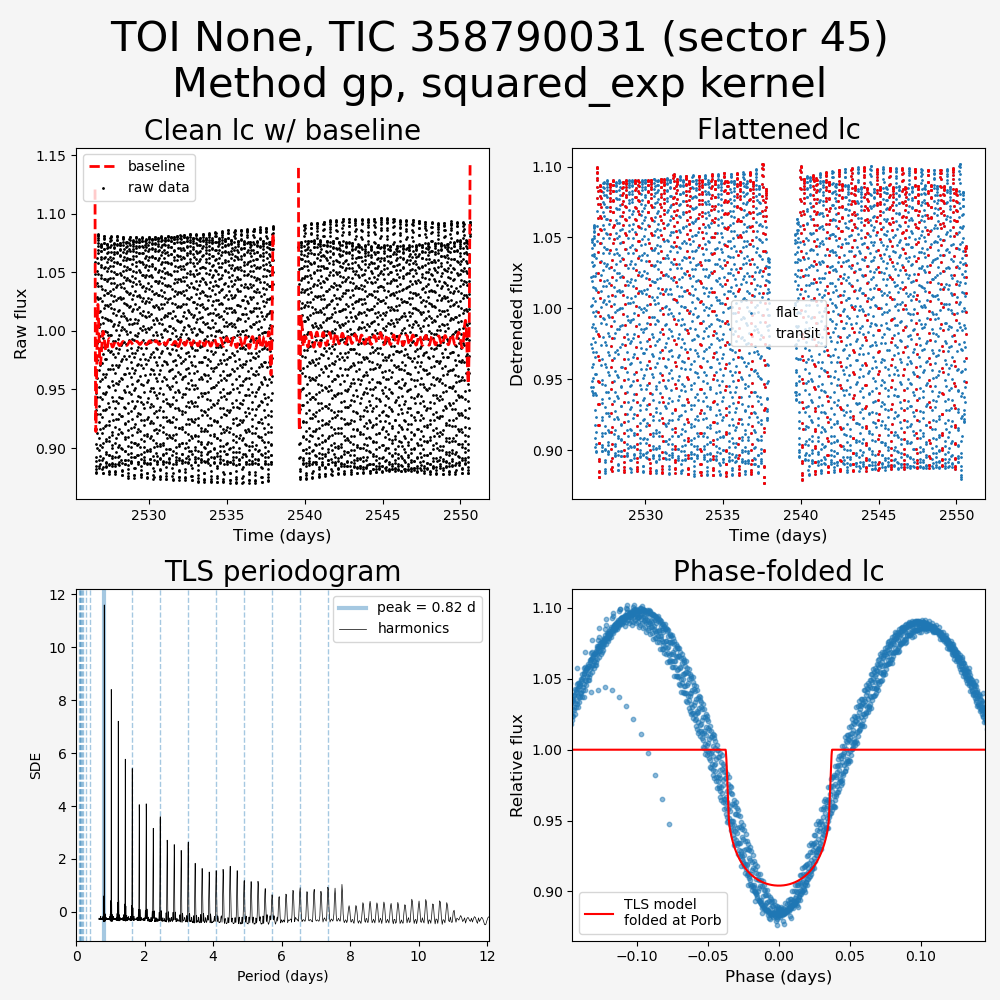 TOI None, TIC 358790031 (sector 45)
Method gp, squared_exp kernel
Clean lc w/ baseline
Flattened lc
baseline
raw data
1.15
1.10
1.05
1.00
0.95
0.90
Raw flux
2530
2535
2540
2545
2550
Time (days)
flat
transit
1.10
1.05
1.00
0.95
0.90
Detrended flux
2530
2535
2540
2545
2550
Time (days)
TLS periodogram
Phase-folded lc
peak = 0.82 d
harmonics
12
10
8
6
4
2
0
SDE
0
2
4
6
8
10
12
Period (days)
1.10
1.05
1.00
0.95
0.90
Relative flux
TLS model
folded at Porb
−0.10
−0.05
0.00
0.05
0.10
Phase (days)